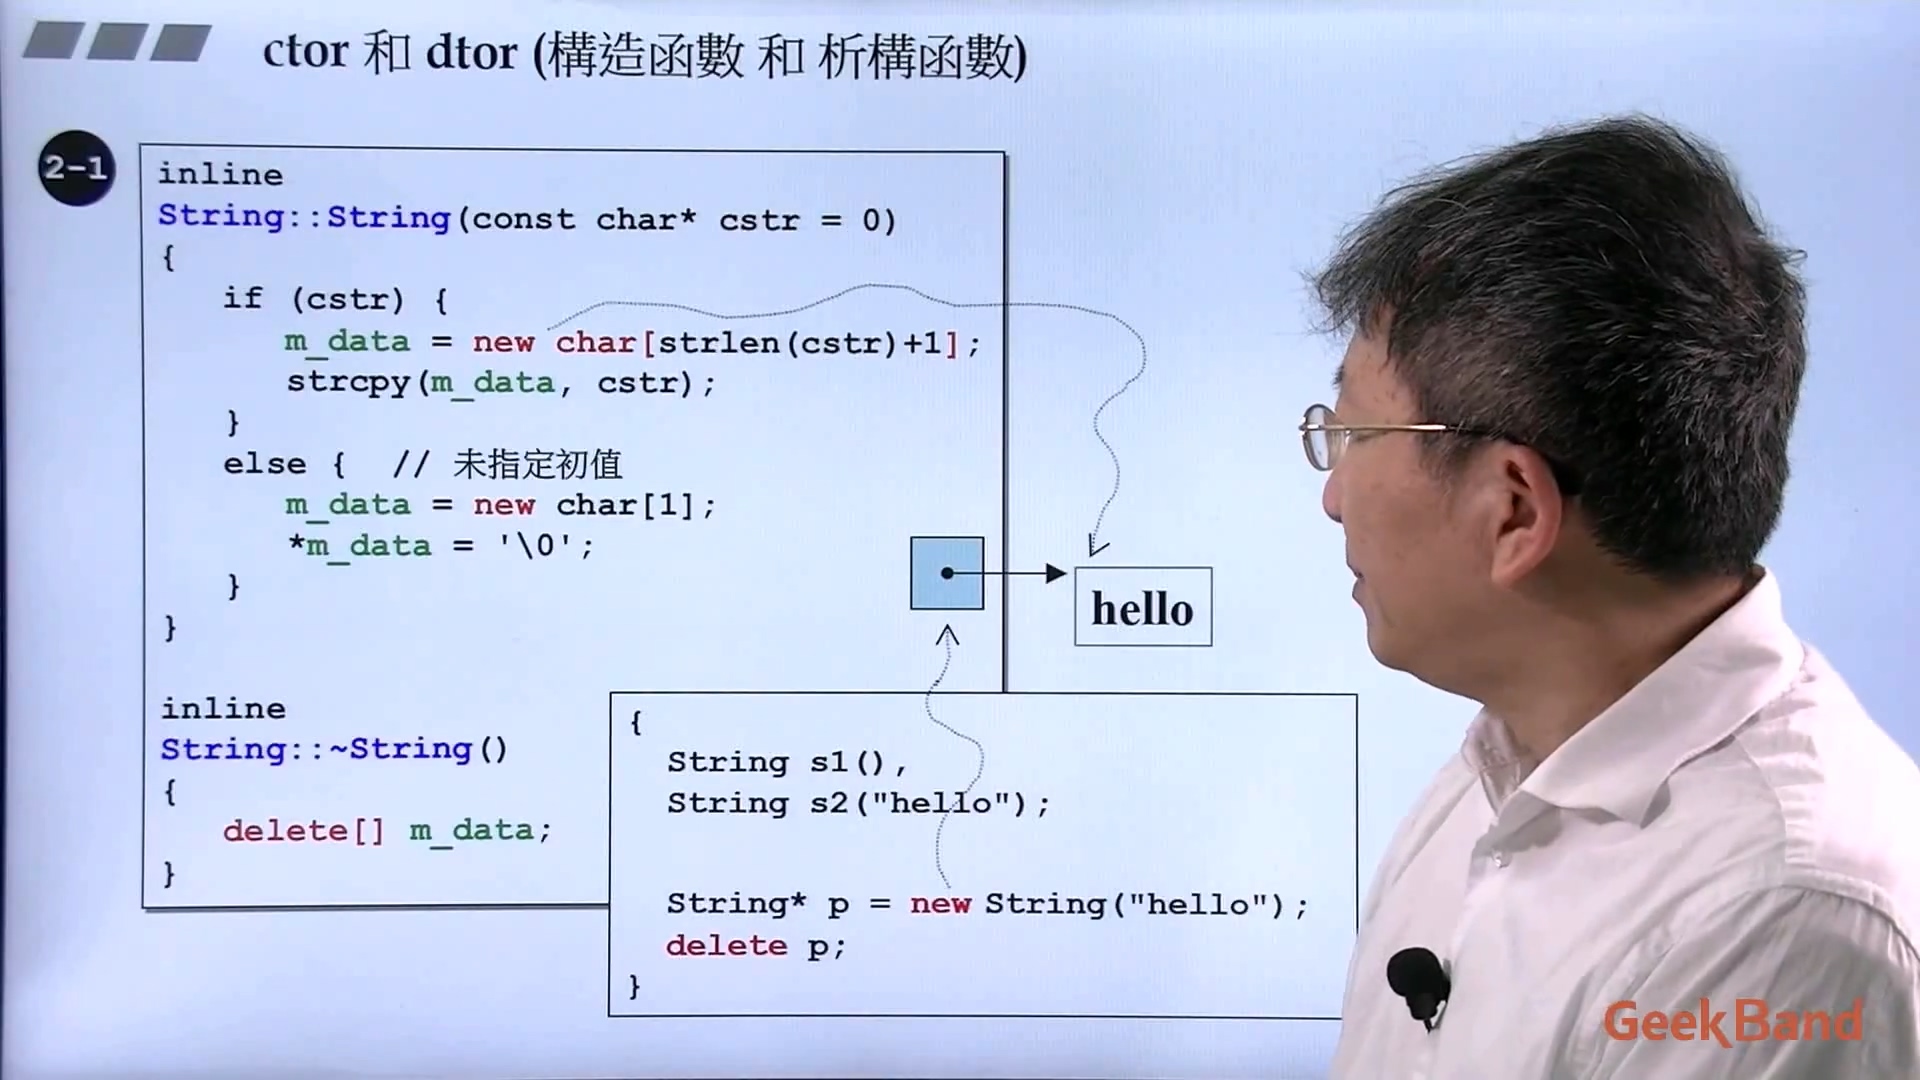 ctor 和 dtor (構造函數 和 析構函數)
2-1
inline
String::String(const char* cstr = 0)
{
if (cstr) {
m_data = new char[strlen(cstr)+1];
strcpy(m_data, cstr);
}
else { // 未指定初值
m_data = new char[1];
*m_data = '\0';
}
}
hello
inline
String::~String()
{
delete[] m_data;
}
{
String s1(),
String s2("hello");
String* p = new String("hello");
delete p;
}
GeekBand